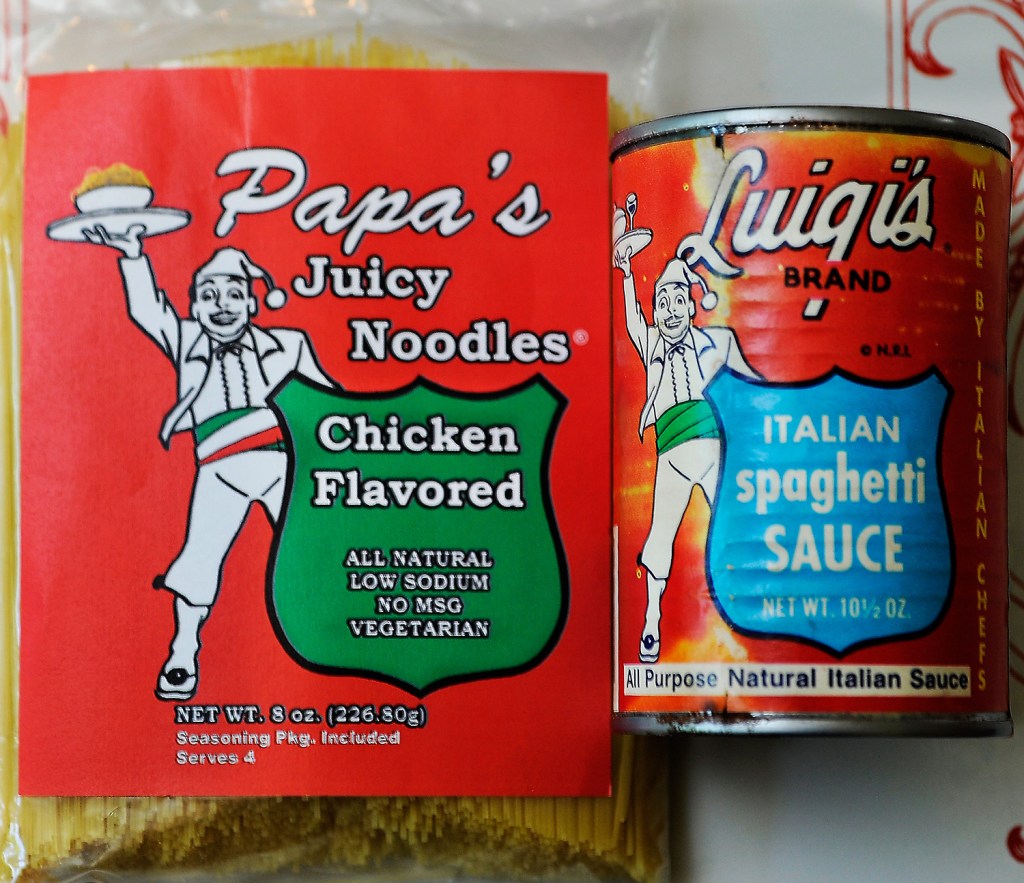 Papa's
Juicy
Noodles®
Chicken
Flavored
ALL NATURAL
LOW SODIUM
NO MSG
VEGETARIAN
NET WT. 8 oz. (226.80g)
Seasoning Pkg. Included
Serves 4
Luigi's
BRAND
© N.R.I.
ITALIAN
spaghetti
SAUCE
NET WT. 10½ OZ.
All Purpose Natural Italian Sauce
MADE BY ITALIAN CHEFS